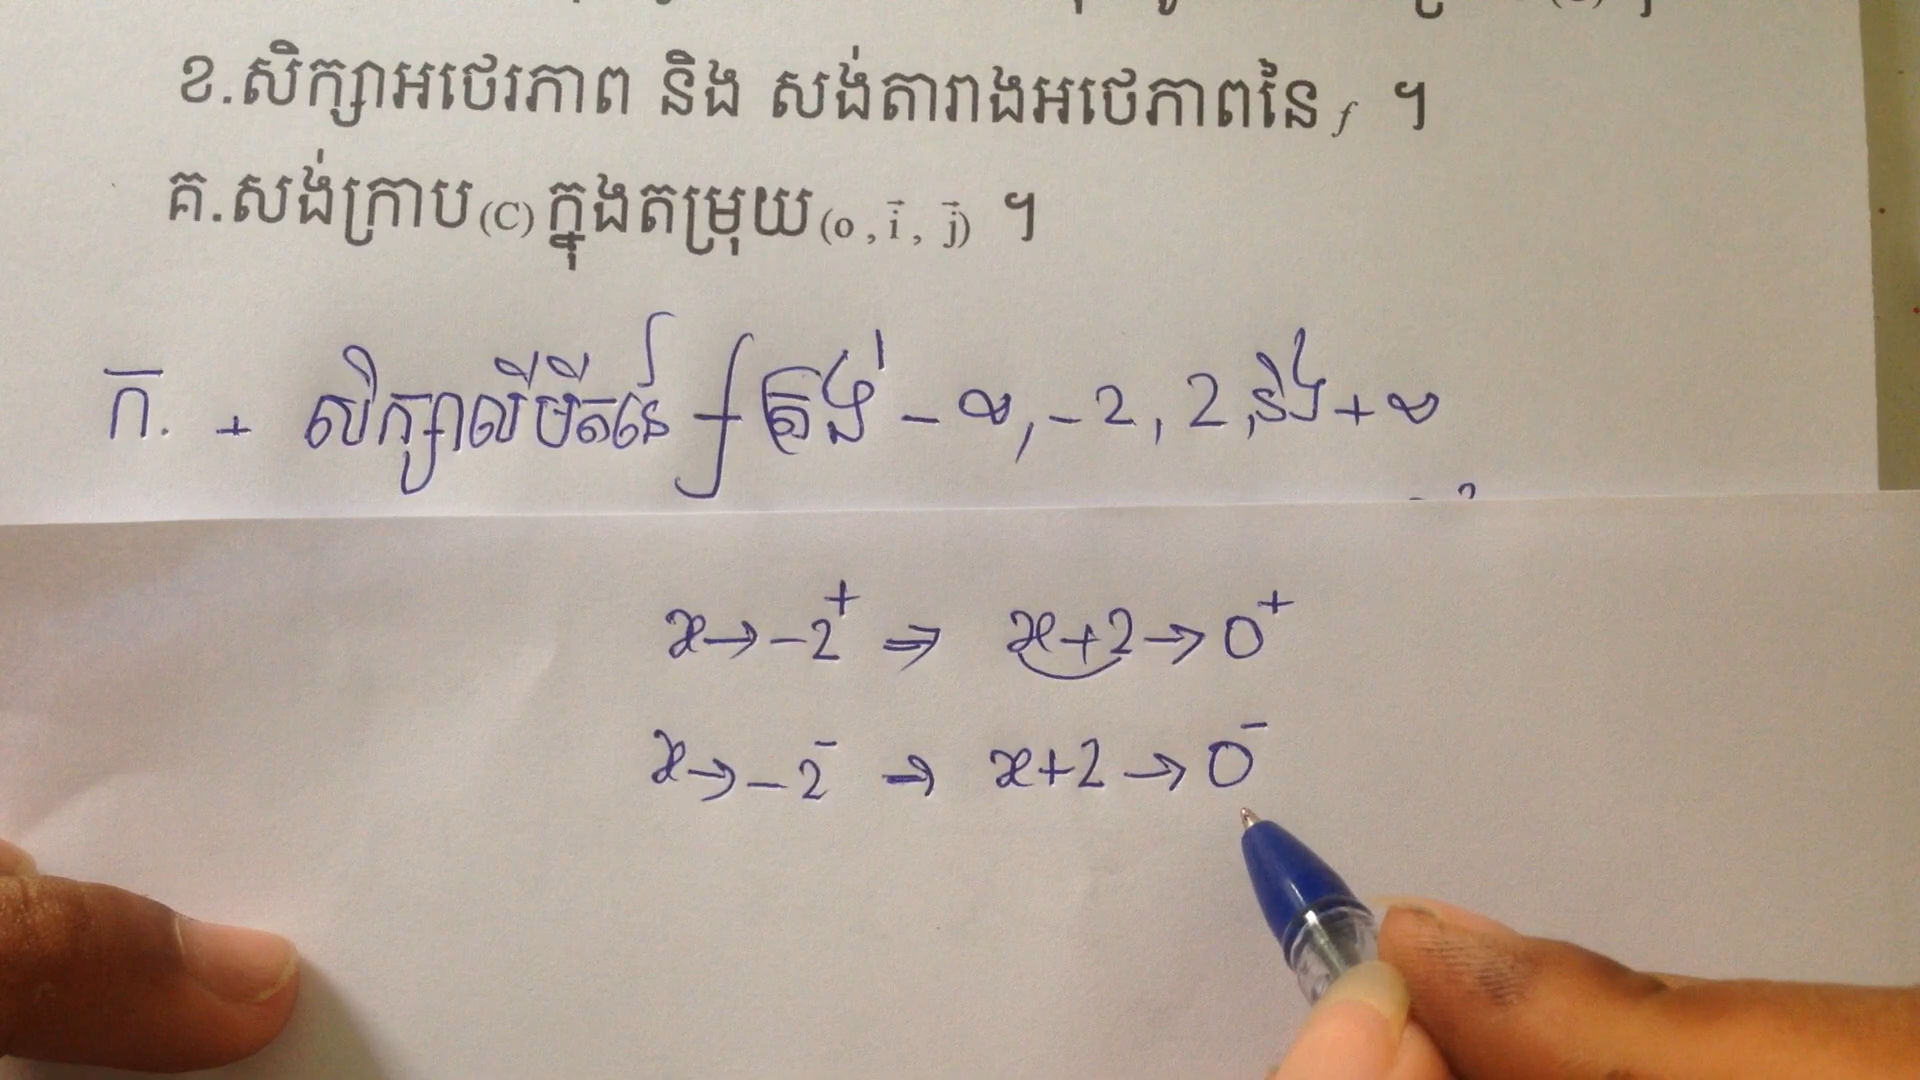 ខ.សិក្សាអថេរភាព និង សង់តារាងអថេភាពនៃ f ។
គ.សង់ក្រាប(C) ក្នុងតម្រុយ(o , i̅ , j̅) ។
ក. + សិក្សាលីមីតនៃ f ត្រង់ -∞, -2, 2, និង +∞
x→-2⁺ ⇒ x+2→0⁺
x→-2⁻ ⇒ x+2→0⁻